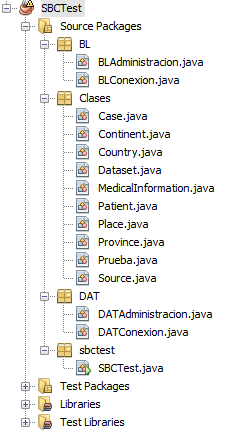 SBCTest
Source Packages
BL
BLAdministracion.java
BLConexion.java
Clases
Case.java
Continent.java
Country.java
Dataset.java
MedicalInformation.java
Patient.java
Place.java
Province.java
Prueba.java
Source.java
DAT
DATAdministracion.java
DATConexion.java
sbctest
SBCTest.java
Test Packages
Libraries
Test Libraries